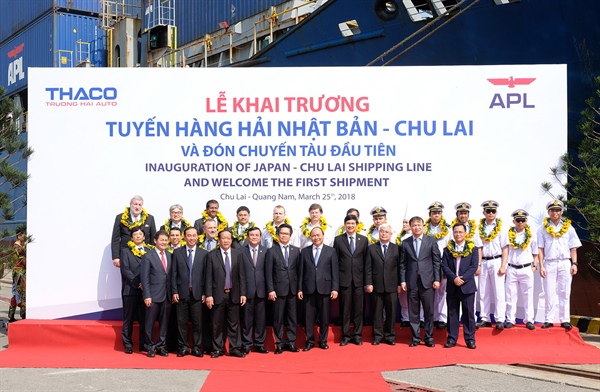 APL
THACO
TRUONG HAI AUTO
APL
LỄ KHAI TRƯƠNG
TUYẾN HÀNG HẢI NHẬT BẢN - CHU LAI
VÀ ĐÓN CHUYẾN TÀU ĐẦU TIÊN
INAUGURATION OF JAPAN - CHU LAI SHIPPING LINE
AND WELCOME THE FIRST SHIPMENT
Chu Lai - Quang Nam, March 25th, 2018